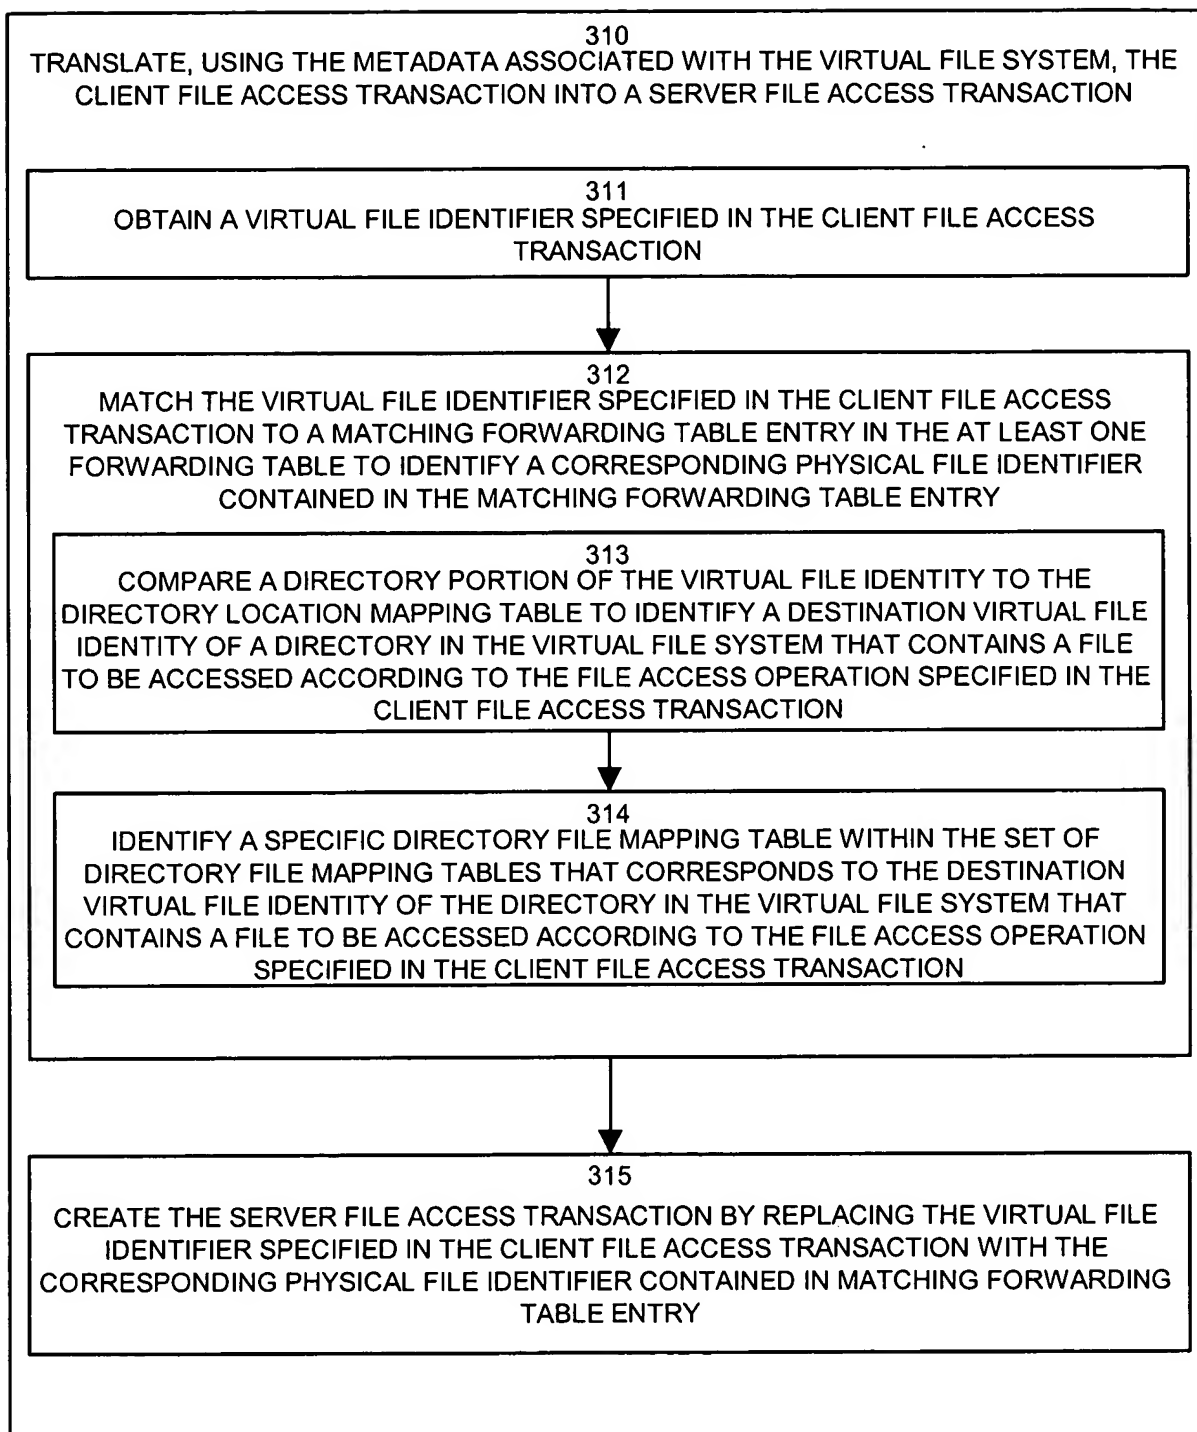 310
TRANSLATE, USING THE METADATA ASSOCIATED WITH THE VIRTUAL FILE SYSTEM, THE
CLIENT FILE ACCESS TRANSACTION INTO A SERVER FILE ACCESS TRANSACTION
311
OBTAIN A VIRTUAL FILE IDENTIFIER SPECIFIED IN THE CLIENT FILE ACCESS
TRANSACTION
312
MATCH THE VIRTUAL FILE IDENTIFIER SPECIFIED IN THE CLIENT FILE ACCESS
TRANSACTION TO A MATCHING FORWARDING TABLE ENTRY IN THE AT LEAST ONE
FORWARDING TABLE TO IDENTIFY A CORRESPONDING PHYSICAL FILE IDENTIFIER
CONTAINED IN THE MATCHING FORWARDING TABLE ENTRY
313
COMPARE A DIRECTORY PORTION OF THE VIRTUAL FILE IDENTITY TO THE
DIRECTORY LOCATION MAPPING TABLE TO IDENTIFY A DESTINATION VIRTUAL FILE
IDENTITY OF A DIRECTORY IN THE VIRTUAL FILE SYSTEM THAT CONTAINS A FILE
TO BE ACCESSED ACCORDING TO THE FILE ACCESS OPERATION SPECIFIED IN THE
CLIENT FILE ACCESS TRANSACTION
314
IDENTIFY A SPECIFIC DIRECTORY FILE MAPPING TABLE WITHIN THE SET OF
DIRECTORY FILE MAPPING TABLES THAT CORRESPONDS TO THE DESTINATION
VIRTUAL FILE IDENTITY OF THE DIRECTORY IN THE VIRTUAL FILE SYSTEM THAT
CONTAINS A FILE TO BE ACCESSED ACCORDING TO THE FILE ACCESS OPERATION
SPECIFIED IN THE CLIENT FILE ACCESS TRANSACTION
315
CREATE THE SERVER FILE ACCESS TRANSACTION BY REPLACING THE VIRTUAL FILE
IDENTIFIER SPECIFIED IN THE CLIENT FILE ACCESS TRANSACTION WITH THE
CORRESPONDING PHYSICAL FILE IDENTIFIER CONTAINED IN MATCHING FORWARDING
TABLE ENTRY